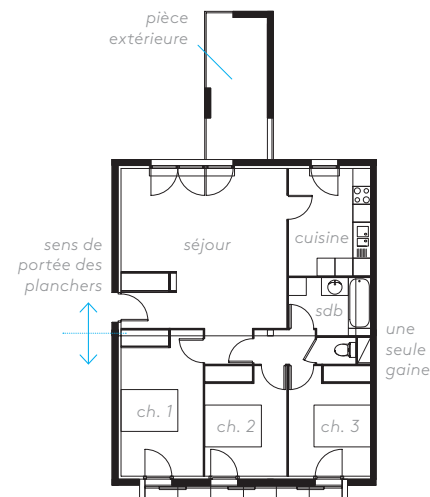 pièce
extérieure
séjour
cuisine
sens de
portée des
planchers
sdb
une
seule
gaine
ch. 1
ch. 2
ch. 3